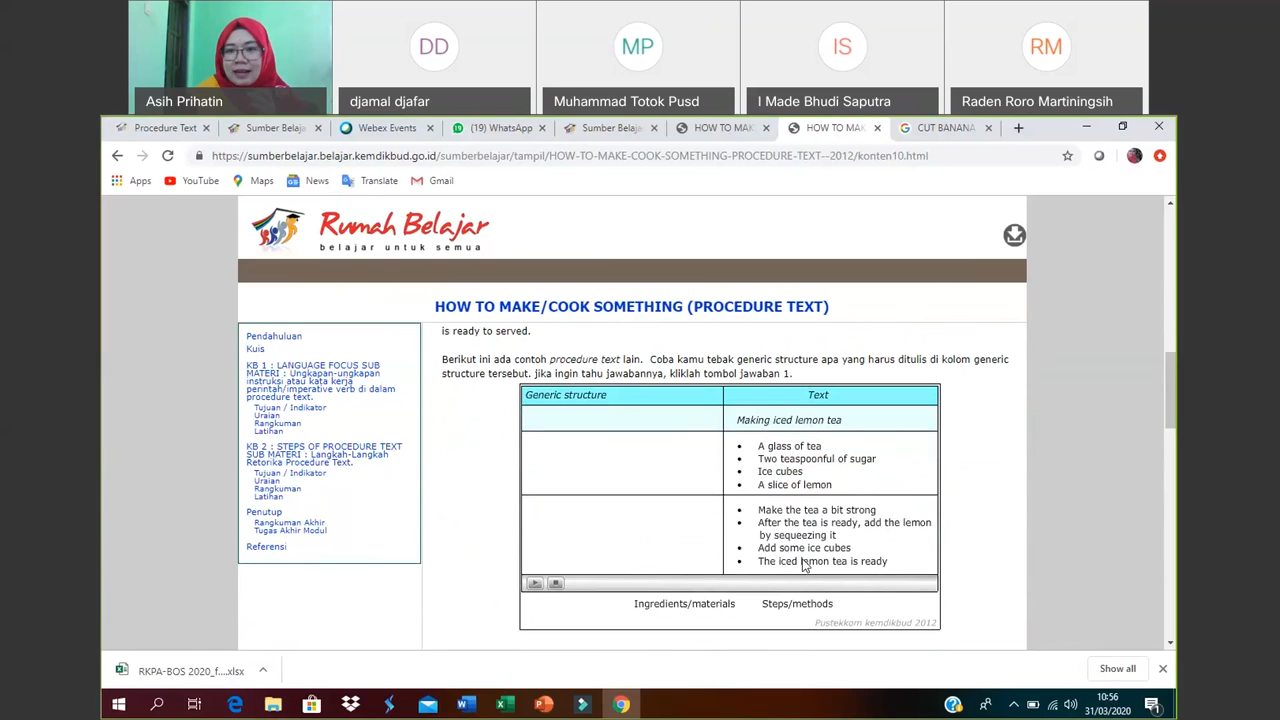 DD
MP
IS
RM
Asih Prihatin
djamal djafar
Muhammad Totok Pusd
I Made Bhudi Saputra
Raden Roro Martiningsih
Procedure Text
Sumber Belaja
Webex Events
(19) WhatsApp
Sumber Belaja
HOW TO MAK
HOW TO MAK
CUT BANANA
https://sumberbelajar.belajar.kemdikbud.go.id/sumberbelajar/tampil/HOW-TO-MAKE-COOK-SOMETHING-PROCEDURE-TEXT--2012/konten10.html
Apps
YouTube
Maps
News
Translate
Gmail
Rumah Belajar
belajar untuk semua
HOW TO MAKE/COOK SOMETHING (PROCEDURE TEXT)
Pendahuluan
Kuis
KB 1 : LANGUAGE FOCUS SUB
MATERI : Ungkapan-ungkapan
instruksi atau kata kerja
perintah/imperative verb di dalam
procedure text.
Tujuan / Indikator
Uraian
Rangkuman
Latihan
KB 2 : STEPS OF PROCEDURE TEXT
SUB MATERI : Langkah-Langkah
Retorika Procedure Text.
Tujuan / Indikator
Uraian
Rangkuman
Latihan
Penutup
Rangkuman Akhir
Tugas Akhir Modul
Referensi
is ready to served.
Berikut ini ada contoh procedure text lain. Coba kamu tebak generic structure apa yang harus ditulis di kolom generic
structure tersebut. jika ingin tahu jawabannya, kliklah tombol jawaban 1.
Generic structure
Text
Making iced lemon tea
• A glass of tea
• Two teaspoonful of sugar
• Ice cubes
• A slice of lemon
• Make the tea a bit strong
• After the tea is ready, add the lemon
by sequeezing it
• Add some ice cubes
• The iced lemon tea is ready
Ingredients/materials
Steps/methods
Pustekkom kemdikbud 2012
RKPA-BOS 2020_f....xlsx
Show all
10:56
31/03/2020